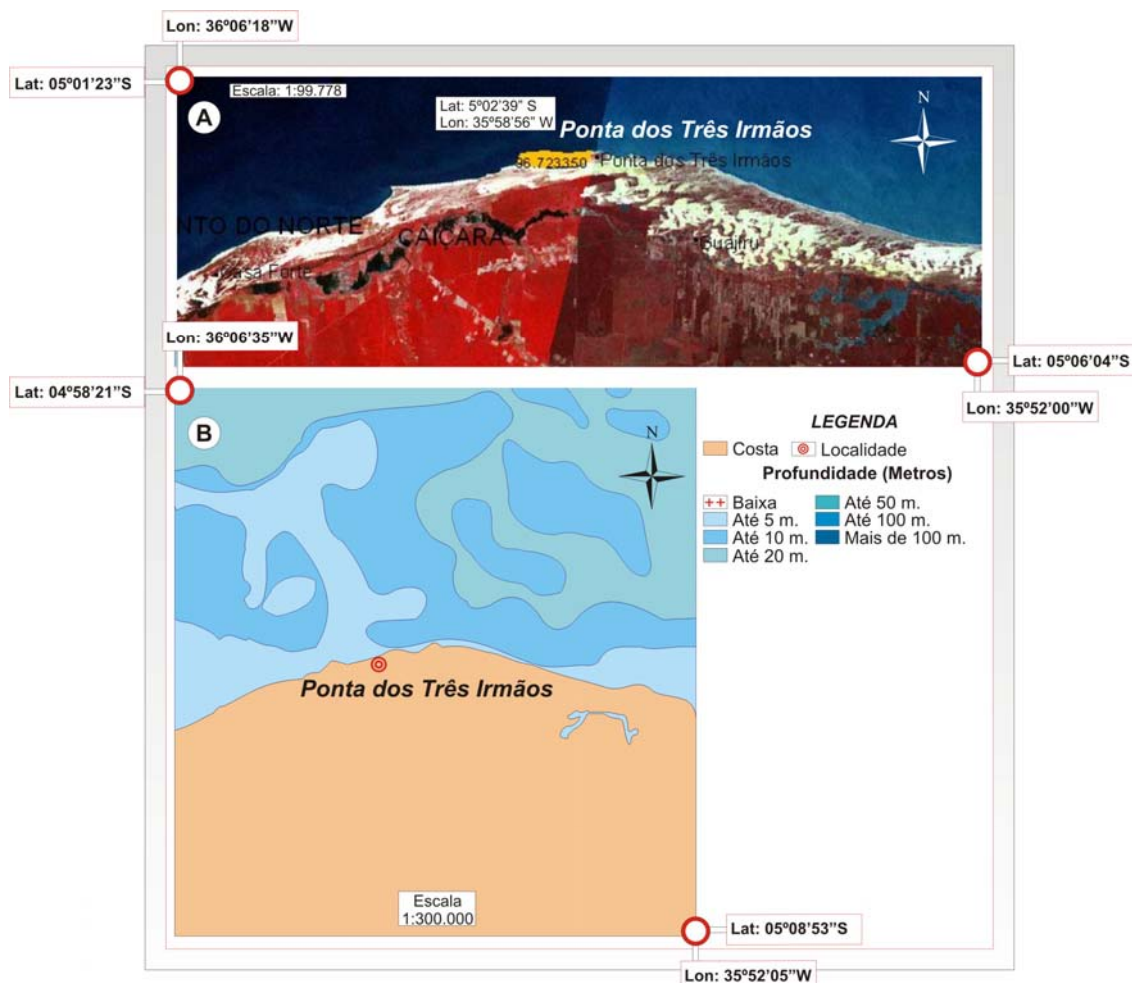 Lon: 36º06’18”W
Lat: 05º01’23”S
A
Escala: 1:99.778
Lat: 5º02’39” S
Lon: 35º58’56” W
N
Ponta dos Três Irmãos
96.723350
Ponta dos Três Irmãos
NTO DO NORTE
CAIÇARA
Guajiru
Casa Forte
Lon: 36º06’35”W
Lat: 05º06’04”S
Lat: 04º58’21”S
Lon: 35º52’00”W
B
N
LEGENDA
Costa
Localidade
Profundidade (Metros)
Baixa
Até 50 m.
Até 5 m.
Até 100 m.
Até 10 m.
Mais de 100 m.
Até 20 m.
Ponta dos Três Irmãos
Escala
1:300.000
Lat: 05º08’53”S
Lon: 35º52’05”W